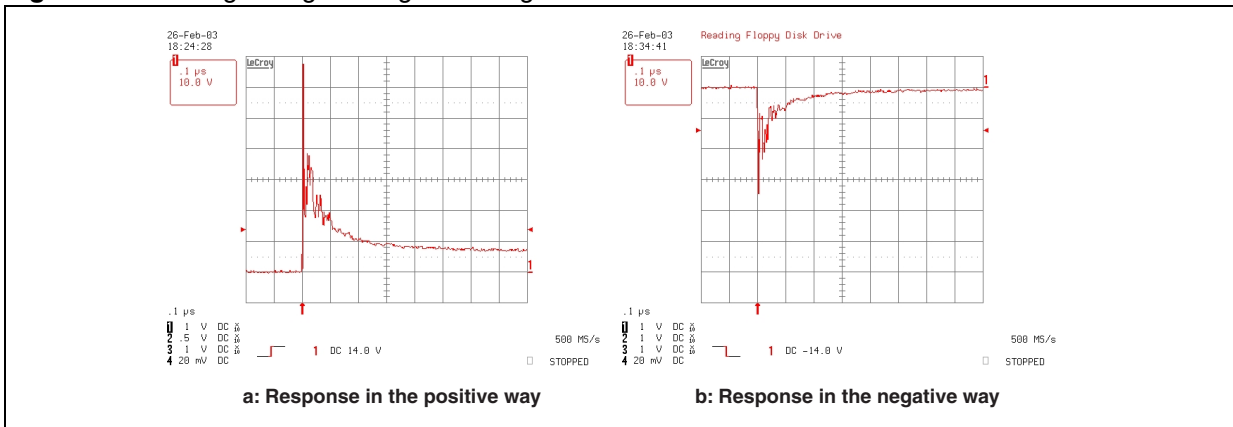 26-Feb-03
18:24:28
1
.1 µs
10.0 V
LeCroy
1
.1 µs
1 1 V DC
2 .5 V DC
3 1 V DC
4 20 mV DC
1 DC 14.0 V
500 MS/s
STOPPED
a: Response in the positive way
26-Feb-03
18:34:41
Reading Floppy Disk Drive
1
.1 µs
10.0 V
LeCroy
1
.1 µs
1 1 V DC
2 .5 V DC
3 1 V DC
4 20 mV DC
1 DC -14.0 V
500 MS/s
STOPPED
b: Response in the negative way